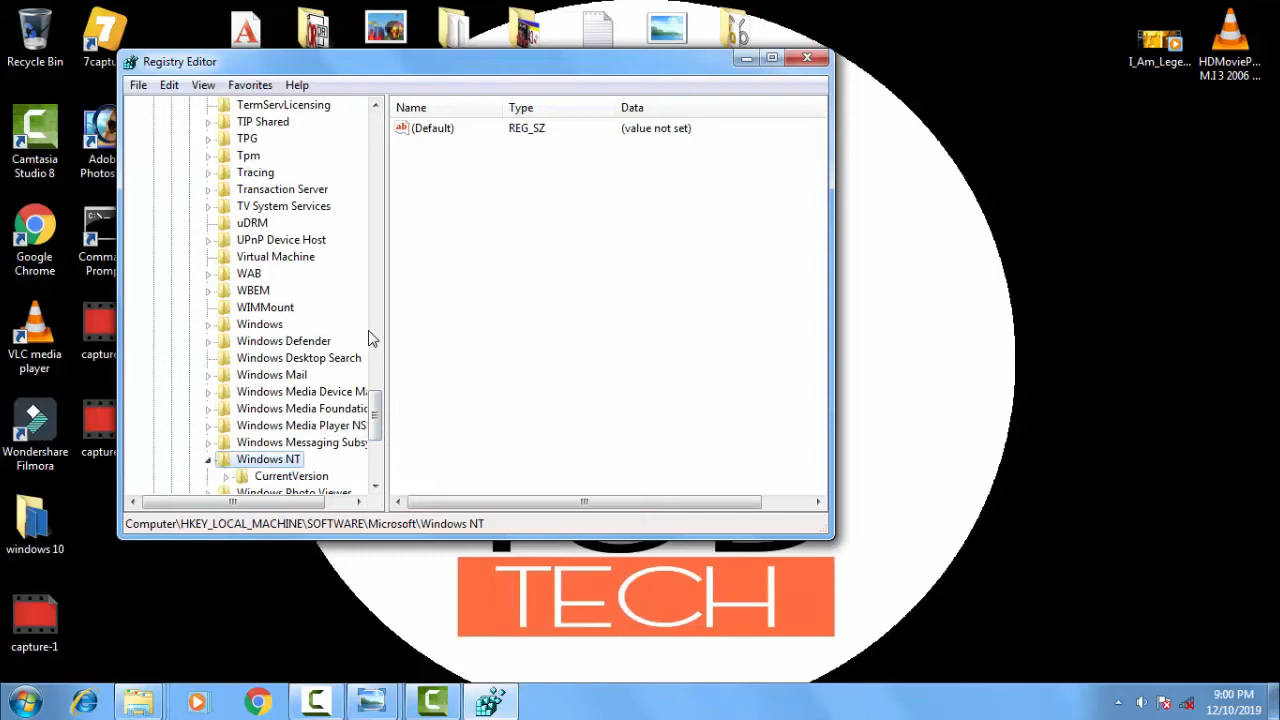 Recycle Bin
7captu
I_Am_Lege...
HDMovieP...
M.I 3 2006 ...
Registry Editor
File Edit View Favorites Help
Name Type Data
(Default) REG_SZ (value not set)
TermServLicensing
TIP Shared
TPG
Tpm
Tracing
Transaction Server
TV System Services
uDRM
UPnP Device Host
Virtual Machine
WAB
WBEM
WIMMount
Windows
Windows Defender
Windows Desktop Search
Windows Mail
Windows Media Device Ma
Windows Media Foundatic
Windows Media Player NS
Windows Messaging Subsy
Windows NT
CurrentVersion
Windows Photo Viewer
Computer\HKEY_LOCAL_MACHINE\SOFTWARE\Microsoft\Windows NT
Camtasia
Studio 8
Adob
Photos
Google
Chrome
Comma
Promp
VLC media
player
captur
Wondershare
Filmora
captur
windows 10
capture-1
TECH
9:00 PM
12/10/2019